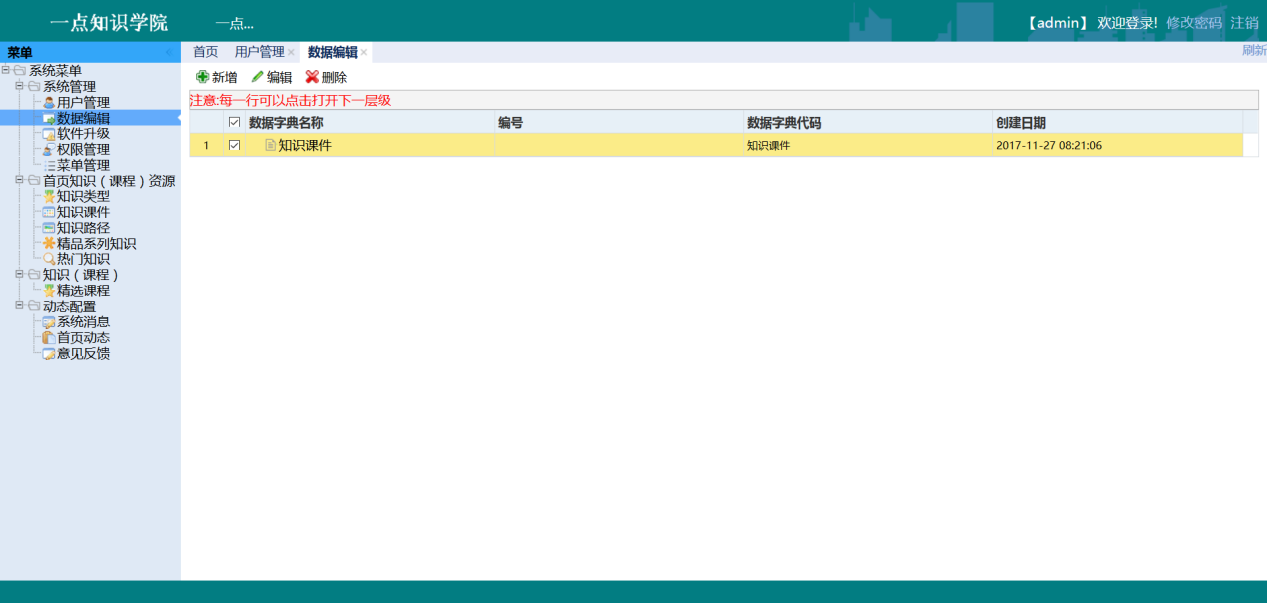 一点知识学院 一点... 【admin】 欢迎登录! 修改密码 注销
菜单 首页 用户管理 数据编辑 刷新
系统菜单
系统管理
用户管理
数据编辑
软件升级
权限管理
菜单管理
首页知识(课程)资源
知识类型
知识课件
知识路径
精品系列知识
热门知识
知识(课程)
精选课程
动态配置
系统消息
首页动态
意见反馈
新增 编辑 删除
注意:每一行可以点击打开下一层级
数据字典名称 编号 数据字典代码 创建日期
1 知识课件 知识课件 2017-11-27 08:21:06